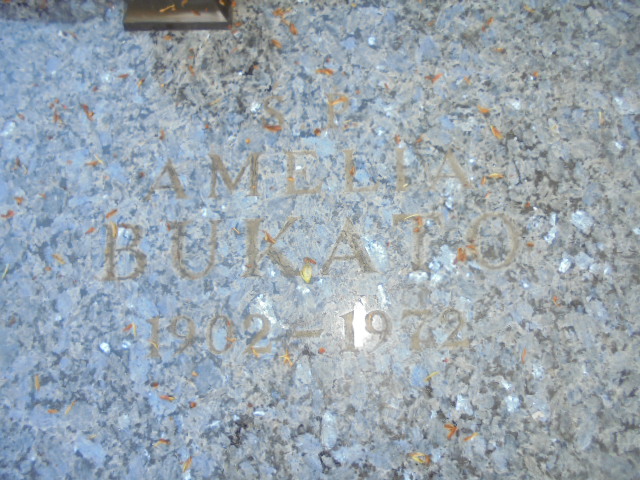 S P
AMELIA
BUKATO
1902-1972